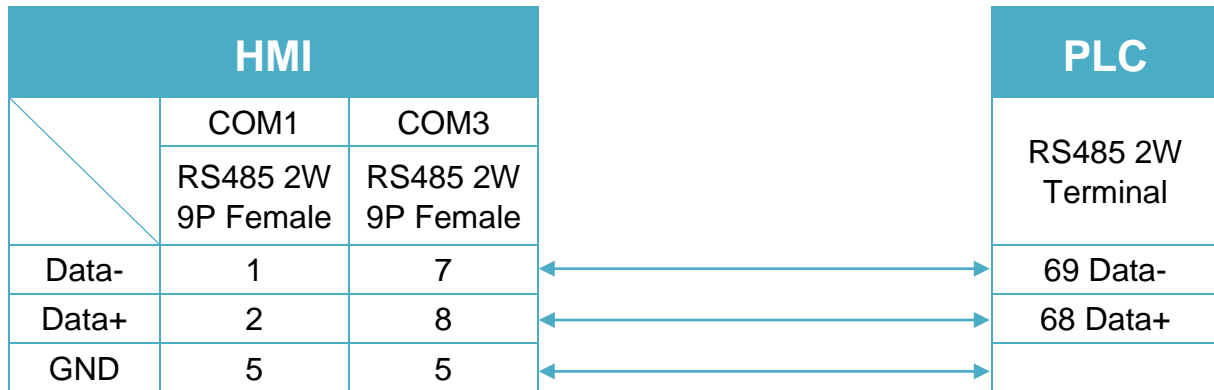 HMI PLC
COM1 COM3
RS485 2W RS485 2W RS485 2W
9P Female 9P Female Terminal
Data- 1 7 69 Data-
Data+ 2 8 68 Data+
GND 5 5